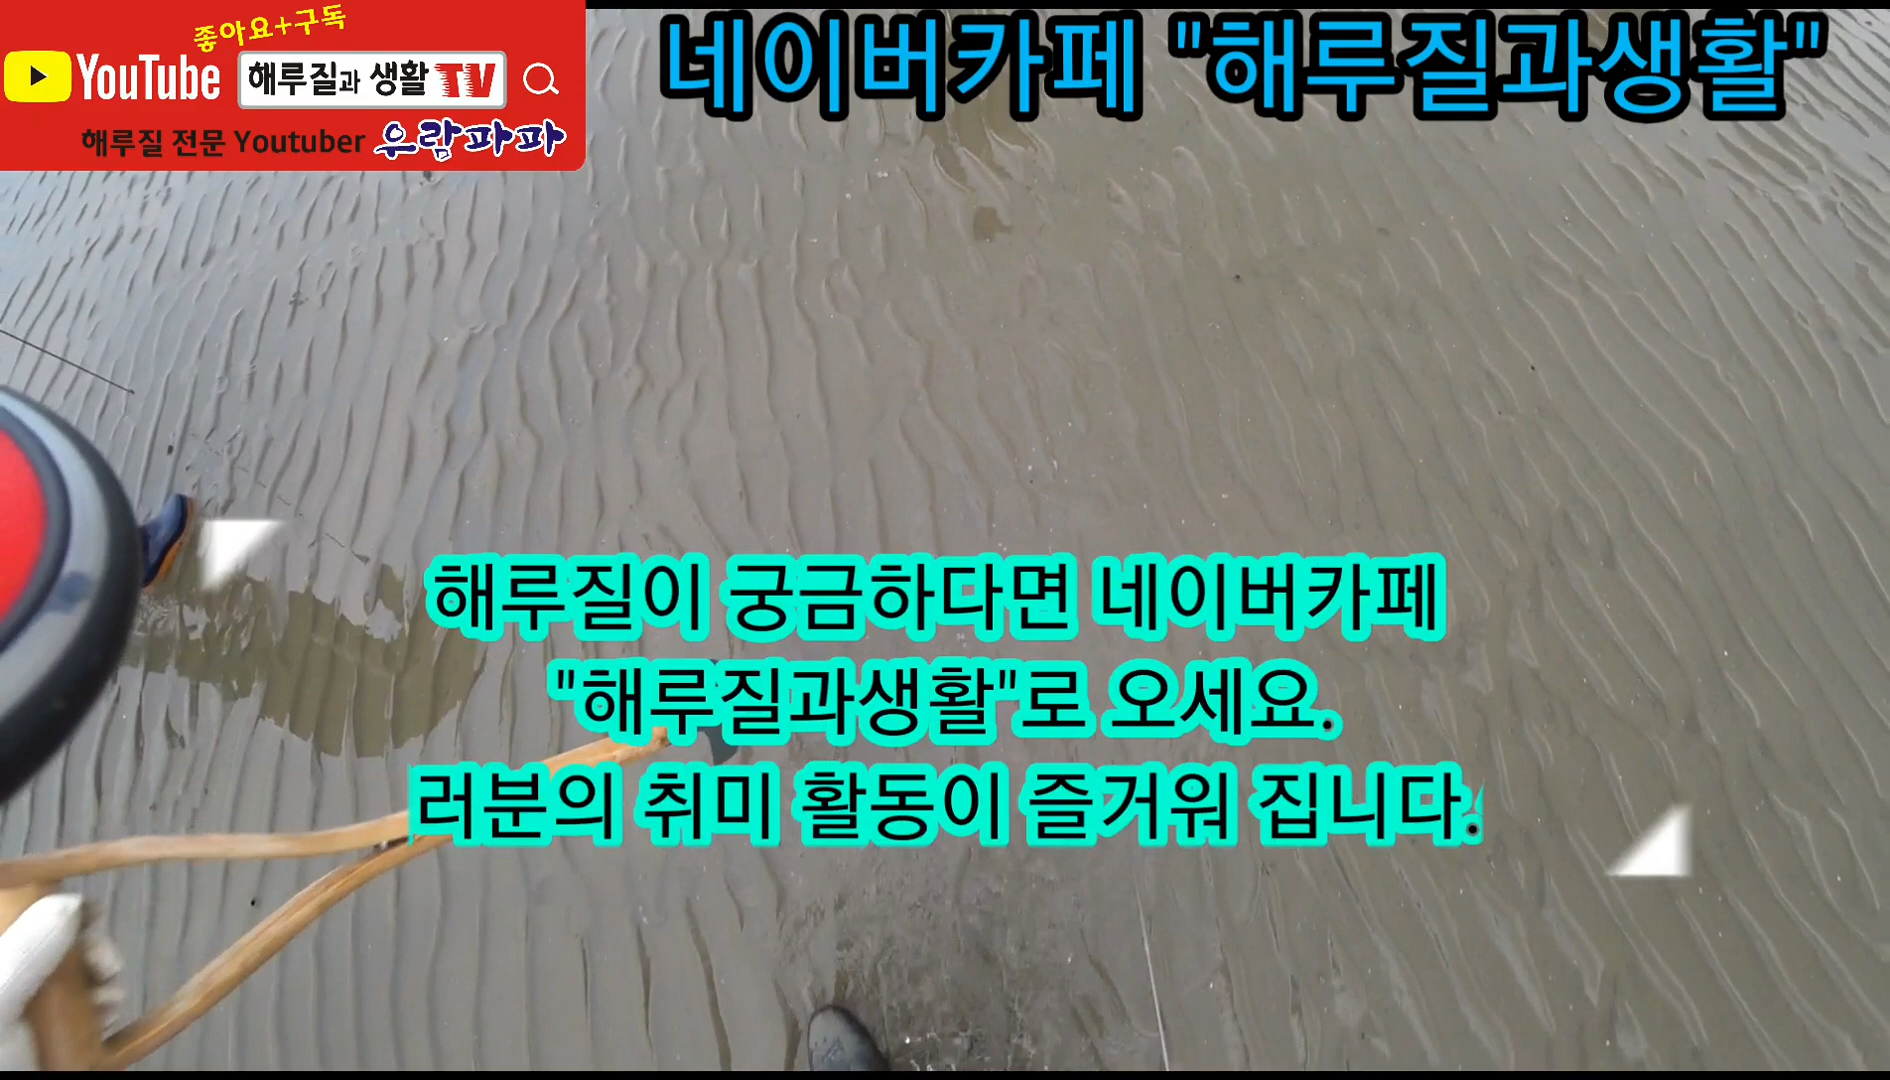 좋아요+구독
YouTube 해루질과 생활 TV
해루질 전문 Youtuber 우람파파
네이버카페 "해루질과생활"
해루질이 궁금하다면 네이버카페
"해루질과생활"로 오세요.
러분의 취미 활동이 즐거워 집니다.